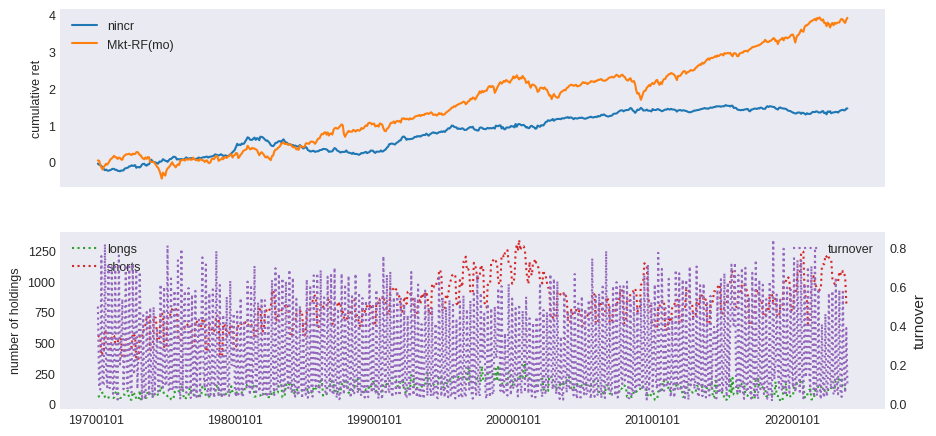 4
3
2
1
0
cumulative ret
nincr
Mkt-RF(mo)
1250
1000
750
500
250
0
number of holdings
longs
shorts
turnover
0.8
0.6
0.4
0.2
0.0
turnover
19700101
19800101
19900101
20000101
20100101
20200101